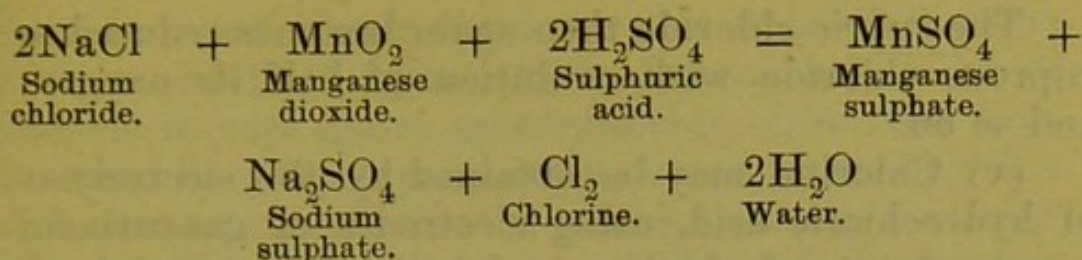 2NaCl + MnO₂ + 2H₂SO₄ = MnSO₄ +
Sodium Manganese Sulphuric Manganese
chloride. dioxide. acid. sulphate.
Na₂SO₄ + Cl₂ + 2H₂O
Sodium Chlorine. Water.
sulphate.